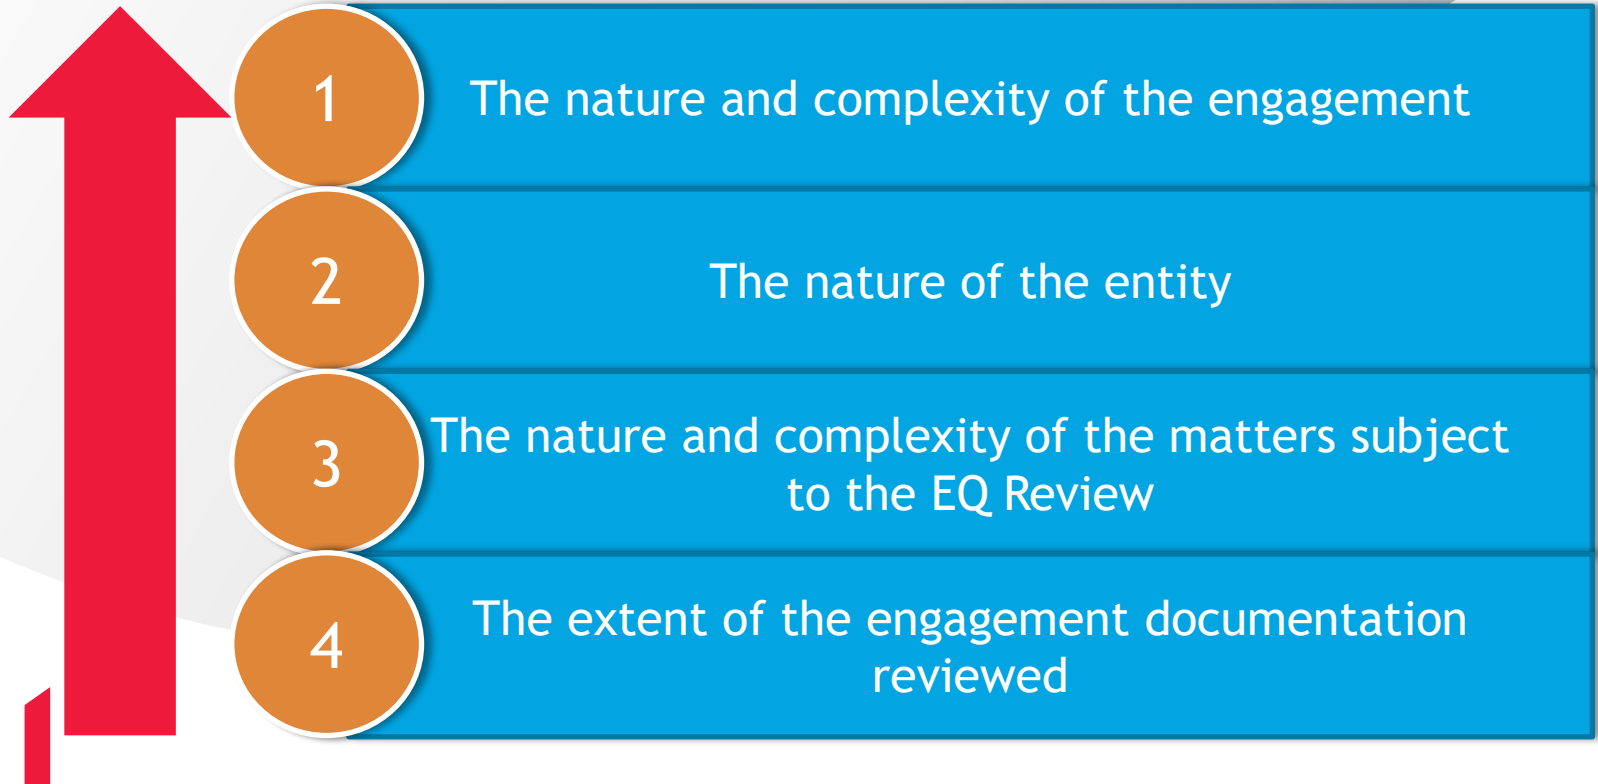 1
The nature and complexity of the engagement
2
The nature of the entity
3
The nature and complexity of the matters subject
to the EQ Review
4
The extent of the engagement documentation
reviewed